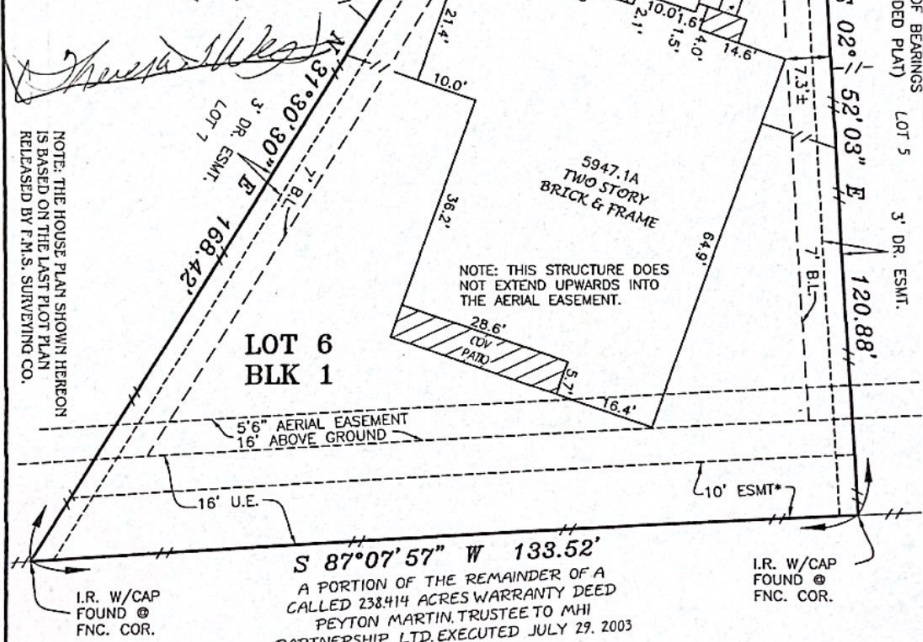 21.4'
2.1'
10.0
1.6'
1.5'
4.0'
14.6'
OF BEARINGS
DED PLAT)
LOT 5
3' DR. ESMT.
02° 52' 03" E, 120.88'
7.3'±
7' B.L.
N 31°30'30" E 168.42'
3' DR. ESMT.
LOT 7
7' B.L.
10.0'
36.2'
5947.1A
TWO STORY
BRICK & FRAME
64.9'
NOTE: THIS STRUCTURE DOES
NOT EXTEND UPWARDS INTO
THE AERIAL EASEMENT.
28.6'
COV
PATIO
5.7'
16.4'
NOTE: THE HOUSE PLAN SHOWN HEREON
IS BASED ON THE LAST PLOT PLAN
RELEASED BY F.M.S. SURVEYING CO.
LOT 6
BLK 1
5'6" AERIAL EASEMENT
16' ABOVE GROUND
16' U.E.
10' ESMT*
S 87°07'57" W 133.52'
I.R. W/CAP
FOUND @
FNC. COR.
I.R. W/CAP
FOUND @
FNC. COR.
A PORTION OF THE REMAINDER OF A
CALLED 238.414 ACRES WARRANTY DEED
PEYTON MARTIN, TRUSTEE TO MHI
PARTNERSHIP LTD. EXECUTED JULY 29, 2003